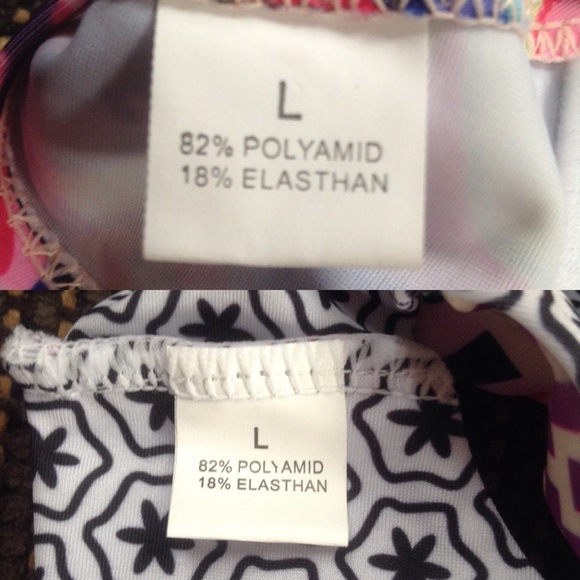 L
82% POLYAMID
18% ELASTHAN
L
82% POLYAMID
18% ELASTHAN